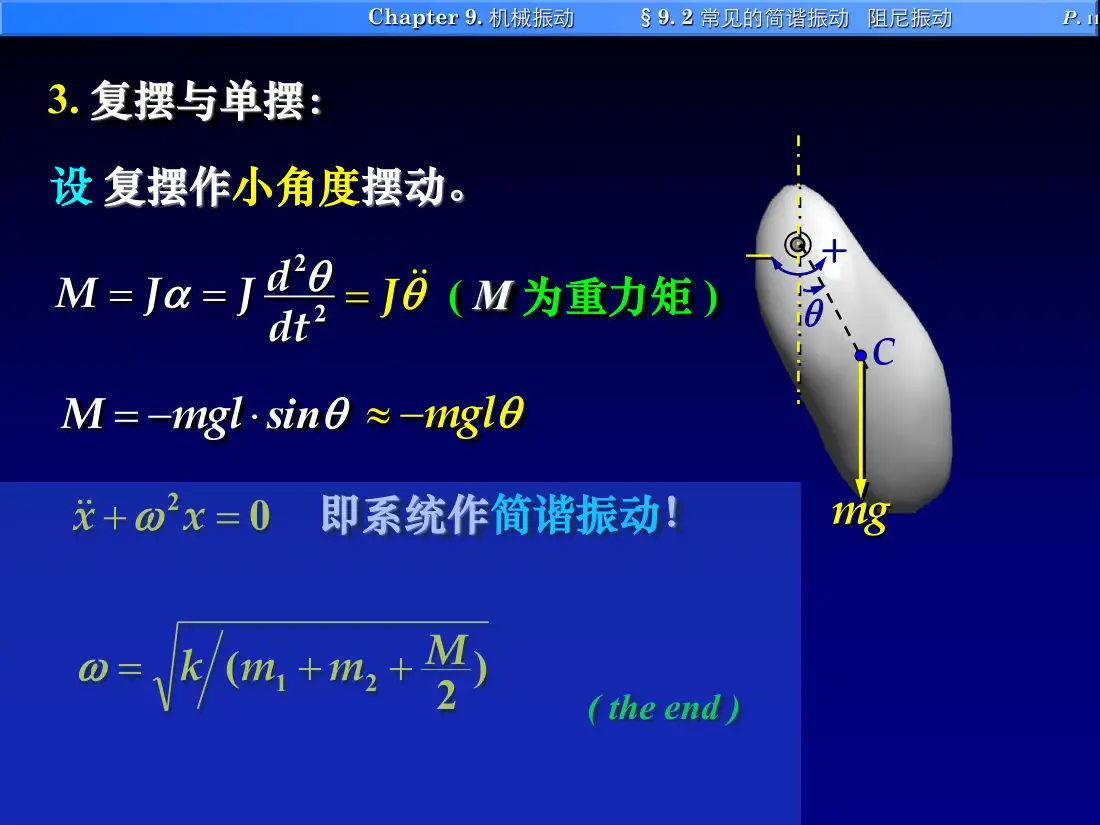 Chapter 9. 机械振动 § 9. 2 常见的简谐振动 阻尼振动 P.
3. 复摆与单摆：
设 复摆作小角度摆动。
M = Jα = J d²θ/dt² = Jθ̈ ( M 为重力矩 )
M = −mgl · sinθ ≈ −mglθ
ẍ + ω²x = 0 即系统作简谐振动！
ω = √(k/(m₁ + m₂ + M/2))
( the end )
− +
θ
C
mg